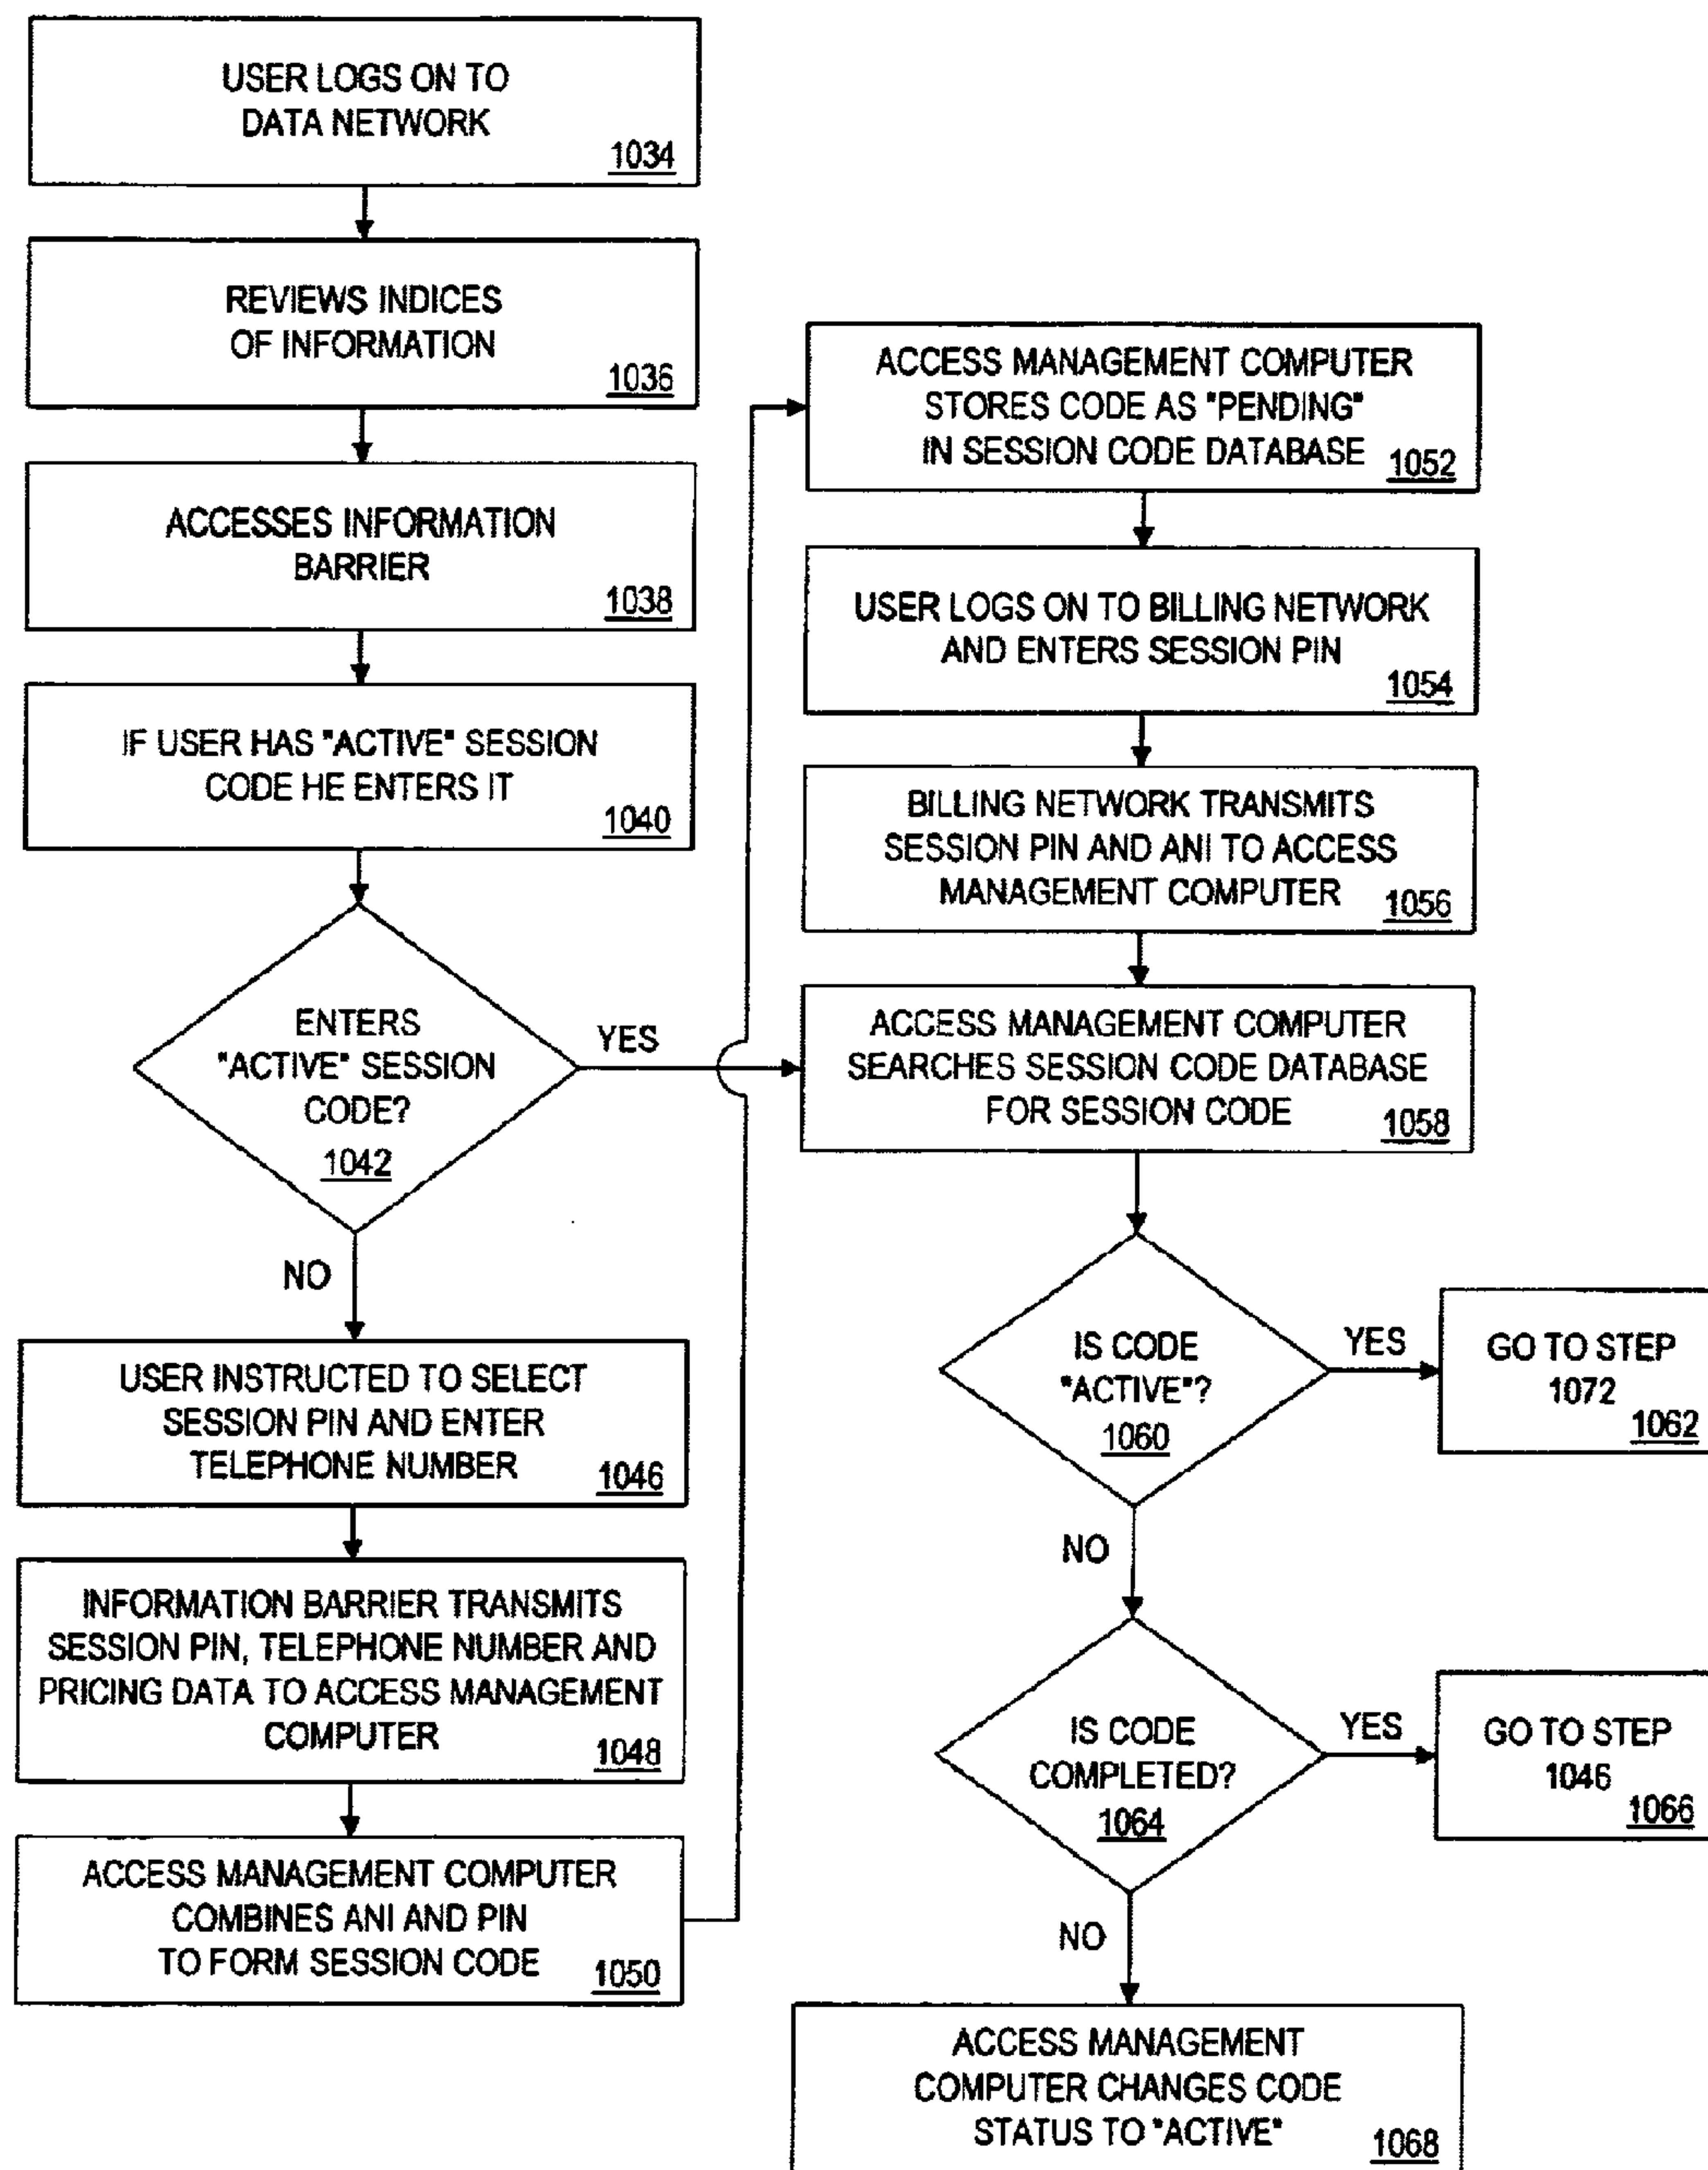 USER LOGS ON TO
DATA NETWORK
1034
REVIEWS INDICES
OF INFORMATION
1036
ACCESSES INFORMATION
BARRIER
1038
IF USER HAS "ACTIVE" SESSION
CODE HE ENTERS IT
1040
ENTERS
"ACTIVE" SESSION
CODE?
1042
YES
NO
USER INSTRUCTED TO SELECT
SESSION PIN AND ENTER
TELEPHONE NUMBER
1046
INFORMATION BARRIER TRANSMITS
SESSION PIN, TELEPHONE NUMBER AND
PRICING DATA TO ACCESS MANAGEMENT
COMPUTER
1048
ACCESS MANAGEMENT COMPUTER
COMBINES ANI AND PIN
TO FORM SESSION CODE
1050
ACCESS MANAGEMENT COMPUTER
STORES CODE AS "PENDING"
IN SESSION CODE DATABASE
1052
USER LOGS ON TO BILLING NETWORK
AND ENTERS SESSION PIN
1054
BILLING NETWORK TRANSMITS
SESSION PIN AND ANI TO ACCESS
MANAGEMENT COMPUTER
1056
ACCESS MANAGEMENT COMPUTER
SEARCHES SESSION CODE DATABASE
FOR SESSION CODE
1058
IS CODE
"ACTIVE"?
1060
YES
GO TO STEP
1072
1062
NO
IS CODE
COMPLETED?
1064
YES
GO TO STEP
1046
1066
NO
ACCESS MANAGEMENT
COMPUTER CHANGES CODE
STATUS TO "ACTIVE"
1068